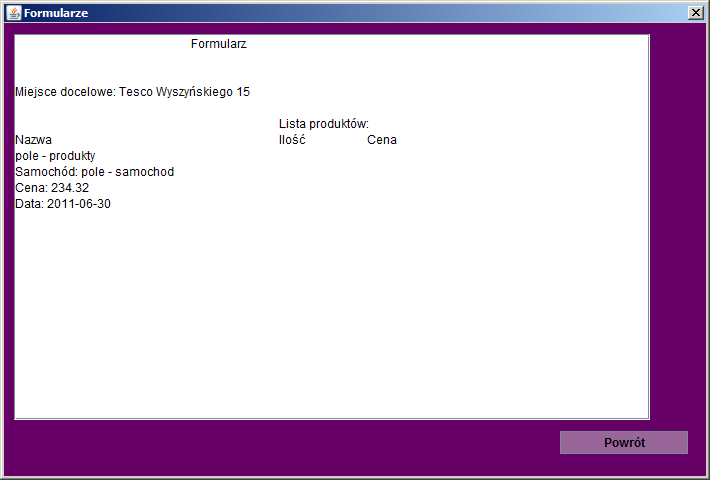 Formularze
Formularz
Miejsce docelowe: Tesco Wyszyńskiego 15
Lista produktów:
Nazwa Ilość Cena
pole - produkty
Samochód: pole - samochod
Cena: 234.32
Data: 2011-06-30
Powrót